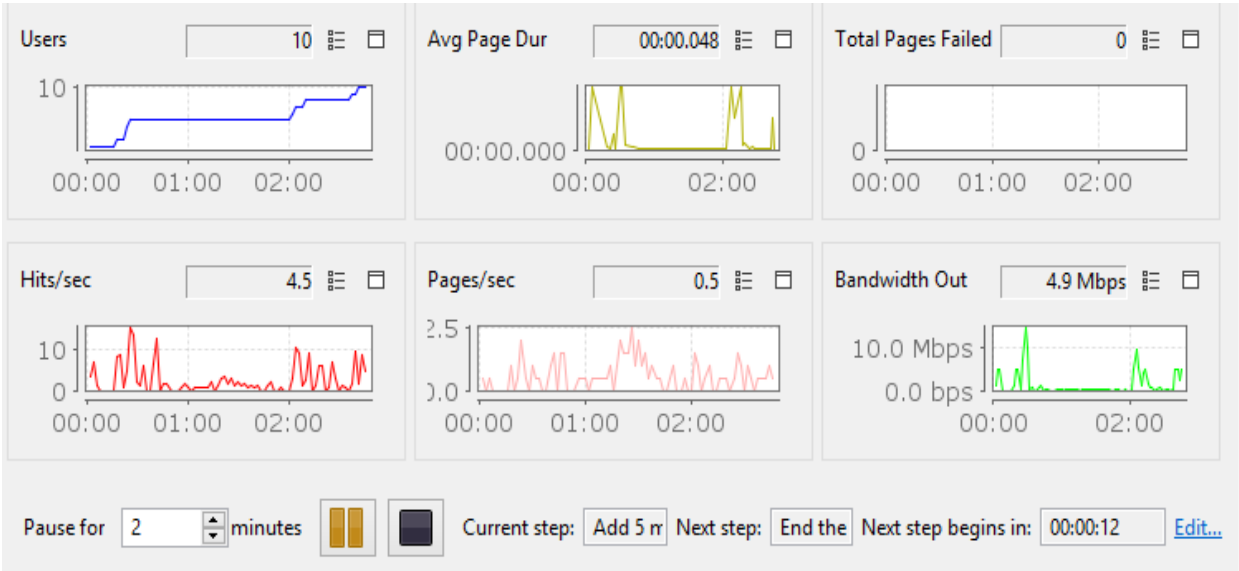 Users 10 Avg Page Dur 00:00.048 Total Pages Failed 0
10
00:00.000 0
00:00 01:00 02:00 00:00 02:00 00:00 01:00 02:00
Hits/sec 4.5 Pages/sec 0.5 Bandwidth Out 4.9 Mbps
2.5
10 10.0 Mbps
0 0.0 0.0 bps
00:00 01:00 02:00 00:00 01:00 02:00 00:00 02:00
Pause for 2 minutes Current step: Add 5 m Next step: End the Next step begins in: 00:00:12 Edit...